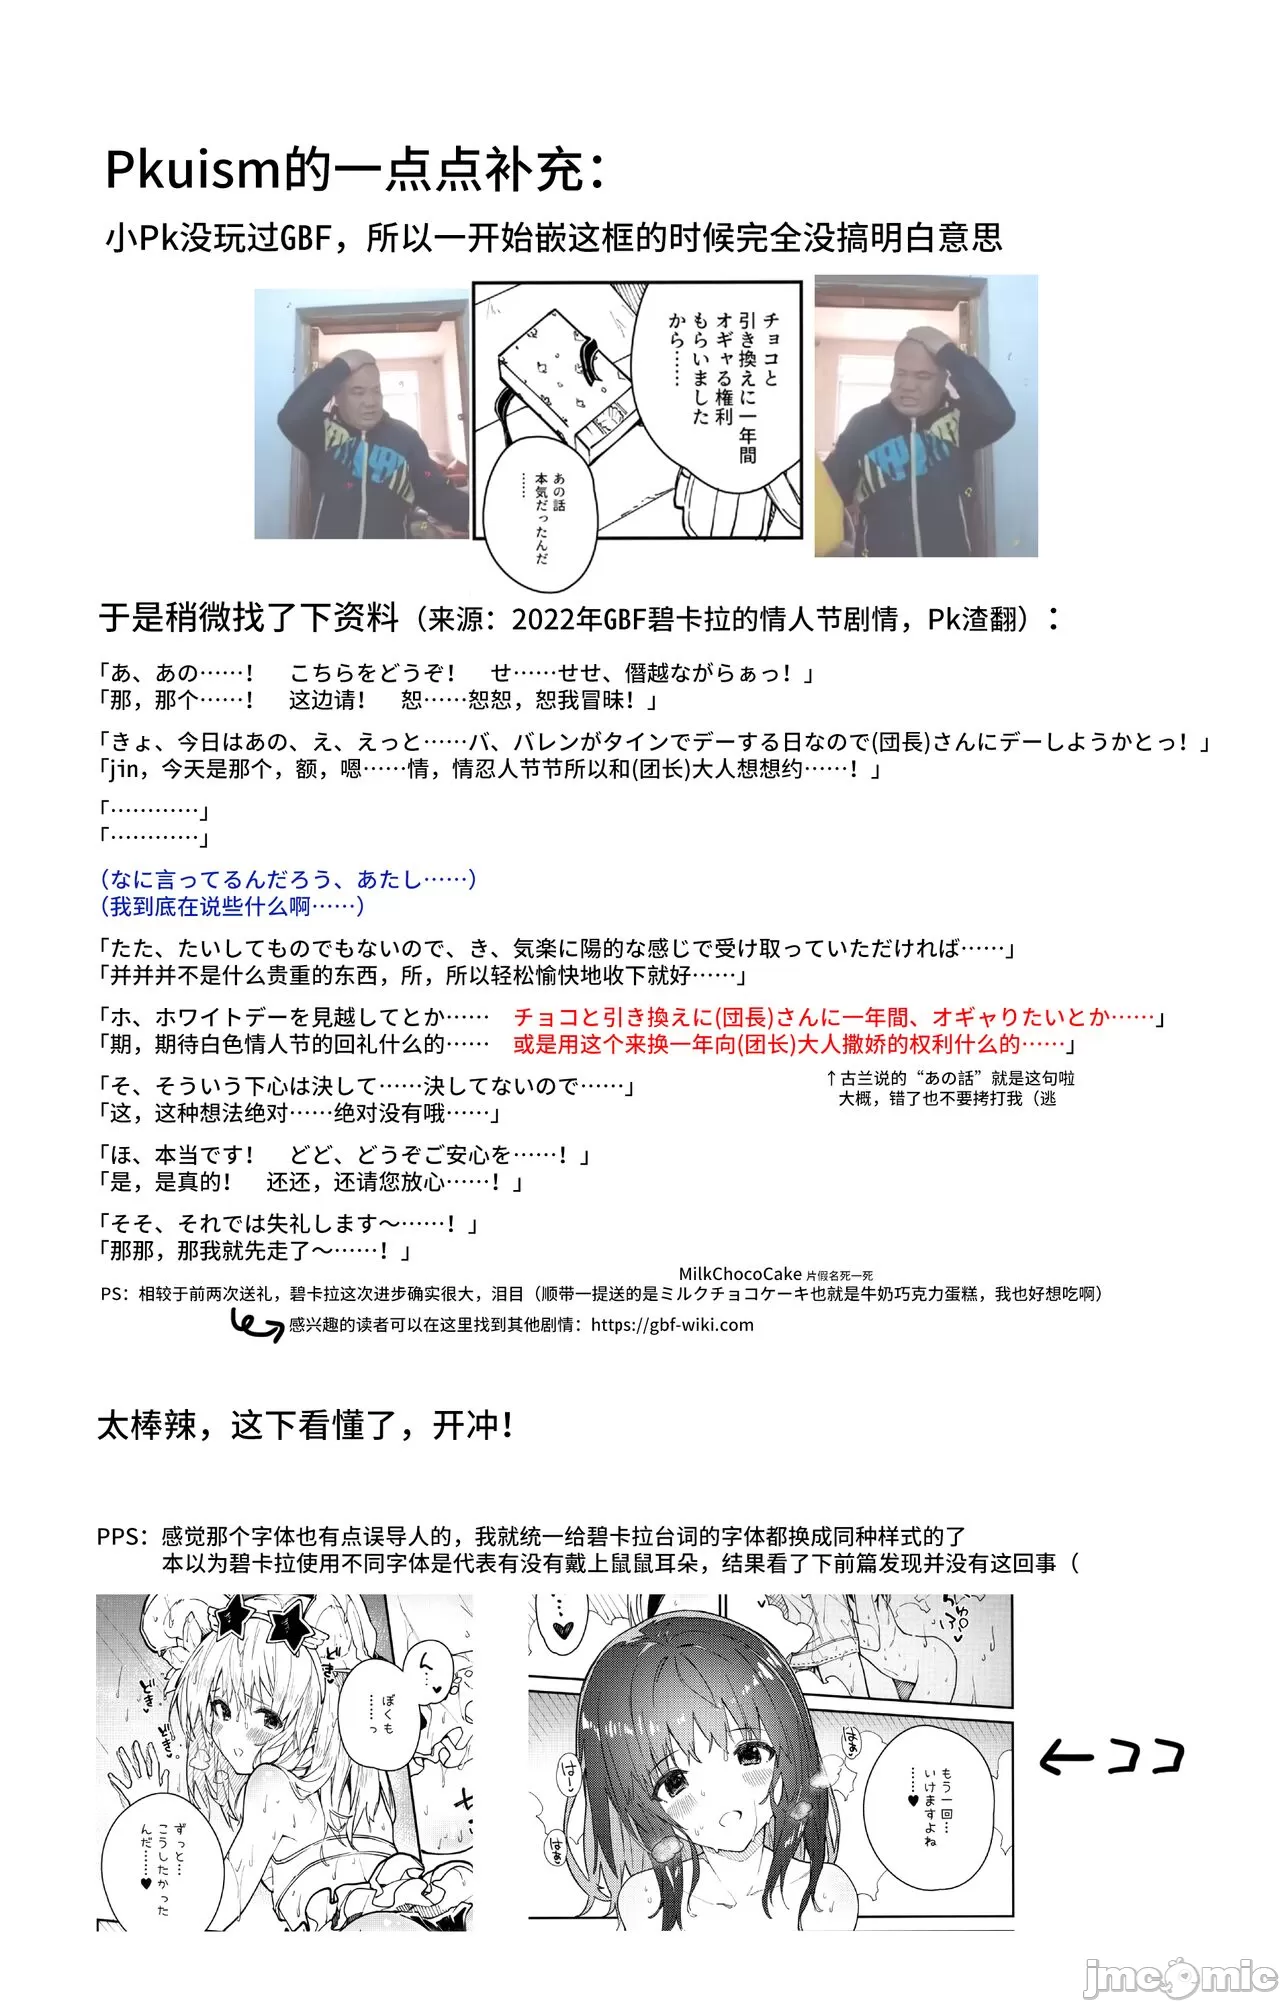 Pkuism的一点点补充：
小Pk没玩过GBF，所以一开始嵌这框的时候完全没搞明白意思
チョコと
引き換えに一年間
オギャる権利
もらいました
から……
あの話
本気だったんだ
……
于是稍微找了下资料（来源：2022年GBF碧卡拉的情人节剧情，Pk渣翻）：
「あ、あの……！　こちらをどうぞ！　せ……せせ、僭越ながらぁっ！」
「那，那个……！　这边请！　恕……恕恕，恕我冒昧！」
「きょ、今日はあの、え、えっと……バ、バレンがタインでデーする日なので(団長)さんにデーしようかとっ！」
「jin，今天是那个，额，嗯……情，情忍人节节所以和(团长)大人想想约……！」
「…………」
「…………」
（なに言ってるんだろう、あたし……）
（我到底在说些什么啊……）
「たた、たいしてものでもないので、き、気楽に陽的な感じで受け取っていただければ……」
「并并并不是什么贵重的东西，所，所以轻松愉快地收下就好……」
「ホ、ホワイトデーを見越してとか……　チョコと引き換えに(団長)さんに一年間、オギャりたいとか……」
「期，期待白色情人节的回礼什么的……　或是用这个来换一年向(团长)大人撒娇的权利什么的……」
「そ、そういう下心は決して……決してないので……」
「这，这种想法绝对……绝对没有哦……」
↑古兰说的“あの話”就是这句啦
大概，错了也不要拷打我（逃
「ほ、本当です！　どど、どうぞご安心を……！」
「是，是真的！　还还，还请您放心……！」
「そそ、それでは失礼します～……！」
「那那，那我就先走了～……！」
MilkChocoCake 片假名死一死
PS：相较于前两次送礼，碧卡拉这次进步确实很大，泪目（顺带一提送的是ミルクチョコケーキ也就是牛奶巧克力蛋糕，我也好想吃啊）
感兴趣的读者可以在这里找到其他剧情：https://gbf-wiki.com
太棒辣，这下看懂了，开冲！
PPS：感觉那个字体也有点误导人的，我就统一给碧卡拉台词的字体都换成同种样式的了
本以为碧卡拉使用不同字体是代表有没有戴上鼠鼠耳朵，结果看了下前篇发现并没有这回事（
ん…
ぼくも
……っ
どき
どき
どき
どき
ずっと…
こうしたかった
んだ……♥
…
…♥
はあ
はー
はぁ
もう一回…
いけますよね
……♥
←ココ
jmcomic